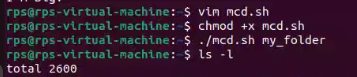 rps@rps-virtual-machine:~$ vim mcd.sh
rps@rps-virtual-machine:~$ chmod +x mcd.sh
rps@rps-virtual-machine:~$ ./mcd.sh my_folder
rps@rps-virtual-machine:~$ ls -l
total 2600